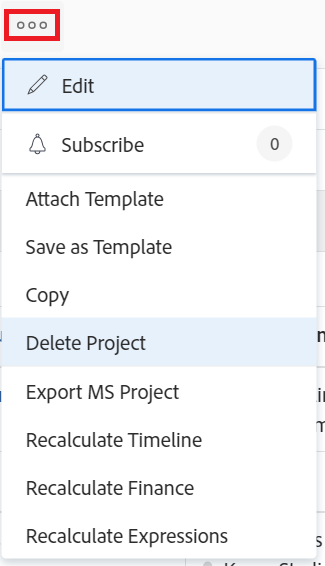 Edit
Subscribe 0
Attach Template
Save as Template
Copy
Delete Project
Export MS Project
Recalculate Timeline
Recalculate Finance
Recalculate Expressions